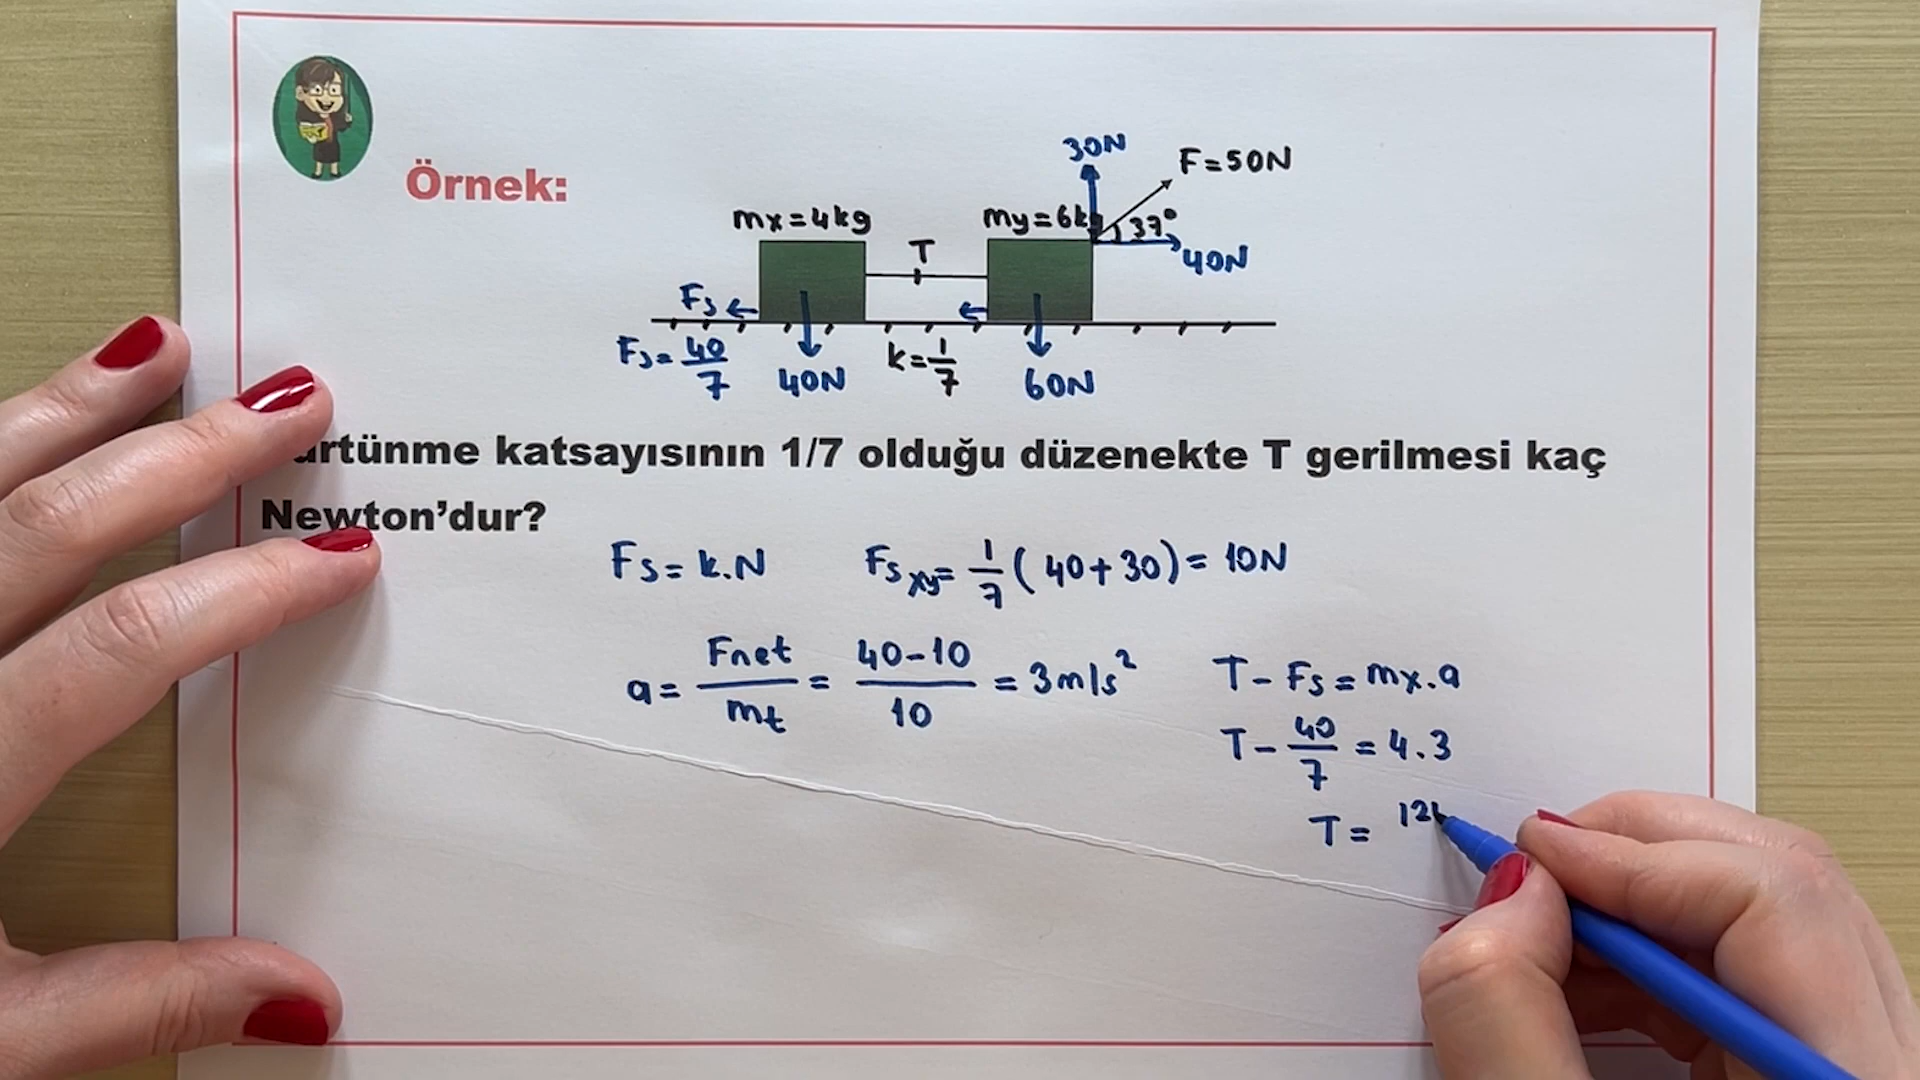 Örnek:
30N
F=50N
37°
40N
mx=4kg
my=6kg
T
Fs
Fs=40/7
40N
k=1/7
60N
katsayısının 1/7 olduğu düzenekte T gerilmesi kaç
Newton’dur?
Fs=k.N
Fsxy=1/7(40+30)=10N
a=Fnet/mt=40-10/10=3m/s²
T-Fs=mx.a
T-40/7=4.3
T=12